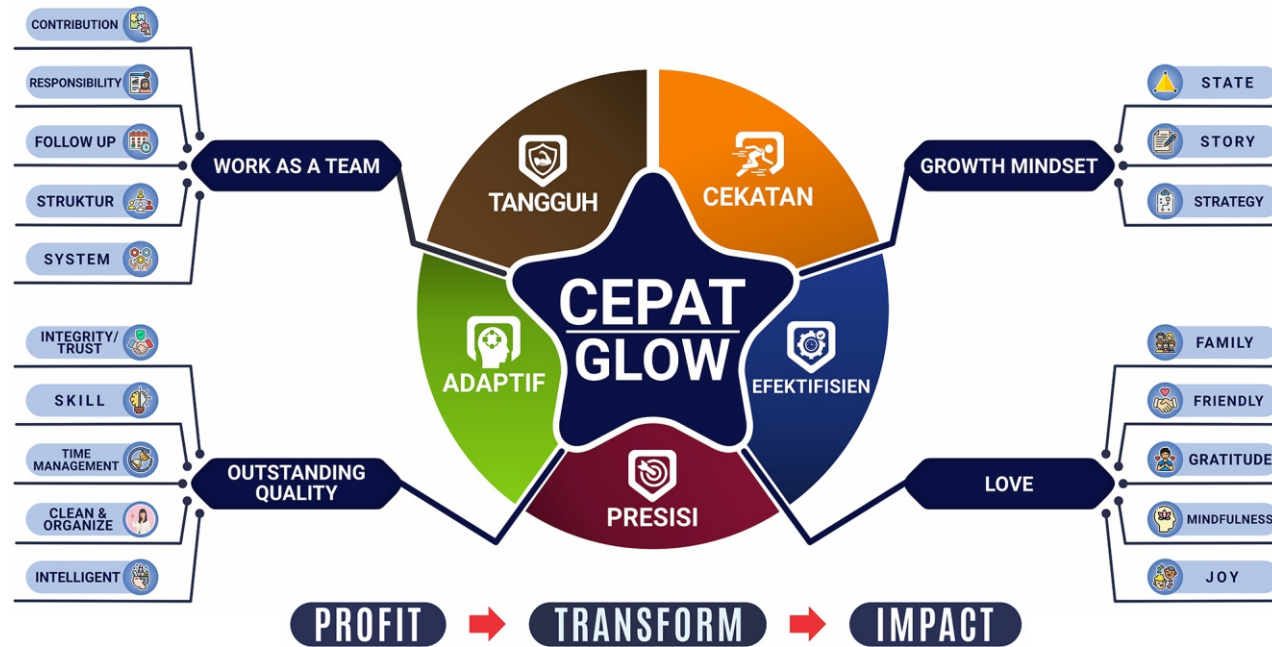 CONTRIBUTION
RESPONSIBILITY
FOLLOW UP
STRUKTUR
SYSTEM
WORK AS A TEAM
INTEGRITY/
TRUST
SKILL
TIME
MANAGEMENT
CLEAN &
ORGANIZE
INTELLIGENT
OUTSTANDING
QUALITY
TANGGUH
CEKATAN
ADAPTIF
EFEKTIFISIEN
PRESISI
CEPAT
GLOW
GROWTH MINDSET
STATE
STORY
STRATEGY
LOVE
FAMILY
FRIENDLY
GRATITUDE
MINDFULNESS
JOY
PROFIT TRANSFORM IMPACT